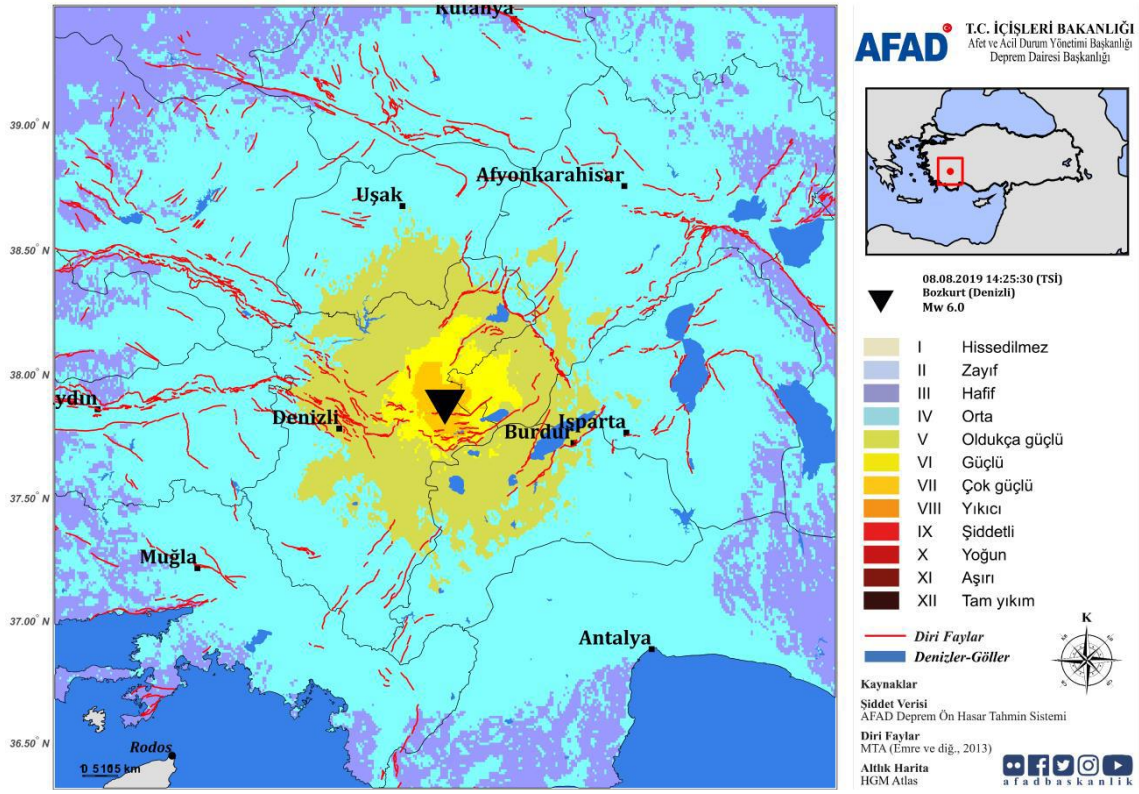 Kütahya
39.00° N
Afyonkarahisar
Uşak
38.50° N
38.00° N
ydın
Denizli
Isparta
Burdur
37.50° N
Muğla
37.00° N
Antalya
36.50° N
Rodos
AFAD
T.C. İÇİŞLERİ BAKANLIĞI
Afet ve Acil Durum Yönetimi Başkanlığı
Deprem Dairesi Başkanlığı
08.08.2019 14:25:30 (TSİ)
Bozkurt (Denizli)
Mw 6.0
I Hissedilmez
II Zayıf
III Hafif
IV Orta
V Oldukça güçlü
VI Güçlü
VII Çok güçlü
VIII Yıkıcı
IX Şiddetli
X Yoğun
XI Aşırı
XII Tam yıkım
Diri Faylar
Denizler-Göller
K
Kaynaklar
Şiddet Verisi
AFAD Deprem Ön Hasar Tahmin Sistemi
Diri Faylar
MTA (Emre ve diğ., 2013)
Altlık Harita
HGM Atlas
afadbaskanlik